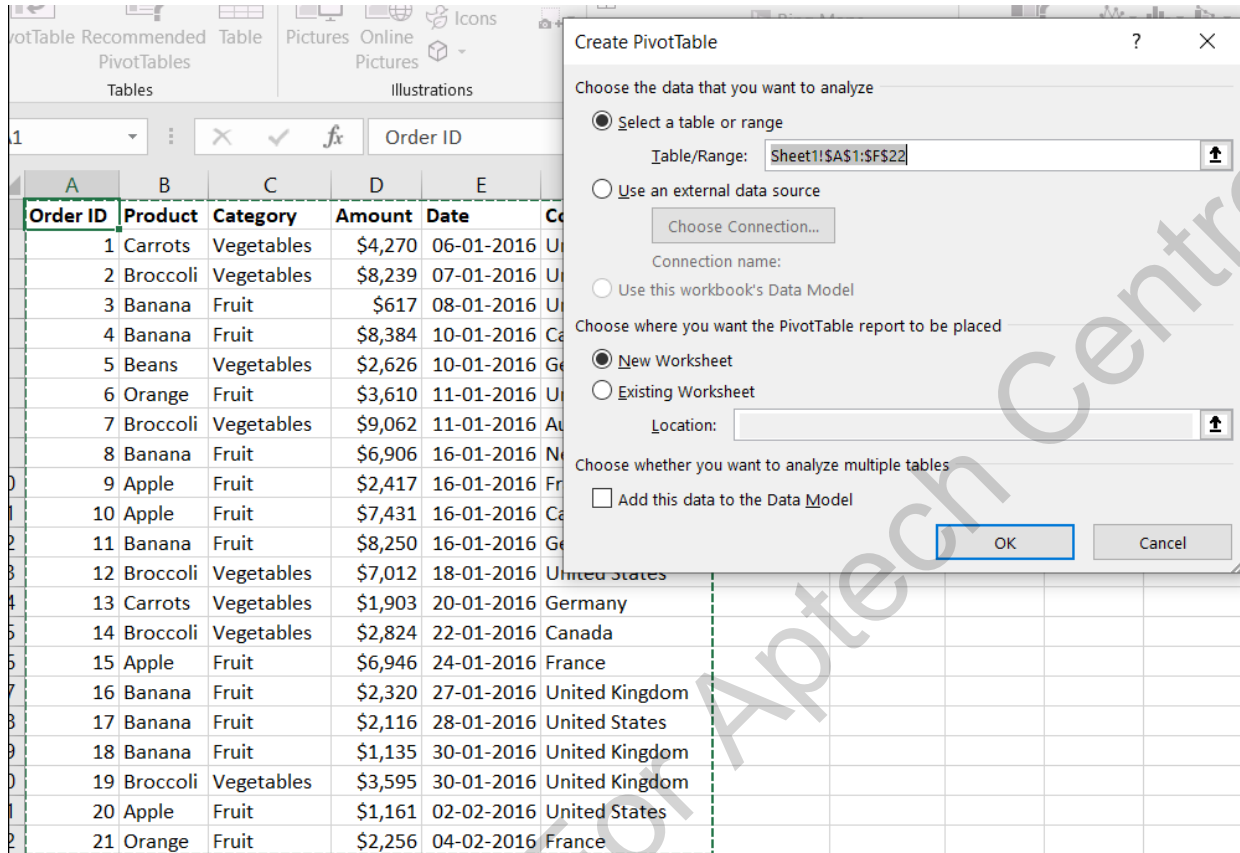 Recommended
PivotTables
Table
Pictures
Online
Pictures
Icons
Tables
Illustrations
fx
Order ID
A B C D E
Order ID Product Category Amount Date
1 Carrots Vegetables $4,270 06-01-2016
2 Broccoli Vegetables $8,239 07-01-2016
3 Banana Fruit $617 08-01-2016
4 Banana Fruit $8,384 10-01-2016
5 Beans Vegetables $2,626 10-01-2016
6 Orange Fruit $3,610 11-01-2016
7 Broccoli Vegetables $9,062 11-01-2016
8 Banana Fruit $6,906 16-01-2016
9 Apple Fruit $2,417 16-01-2016
10 Apple Fruit $7,431 16-01-2016
11 Banana Fruit $8,250 16-01-2016
12 Broccoli Vegetables $7,012 18-01-2016 United States
13 Carrots Vegetables $1,903 20-01-2016 Germany
14 Broccoli Vegetables $2,824 22-01-2016 Canada
15 Apple Fruit $6,946 24-01-2016 France
16 Banana Fruit $2,320 27-01-2016 United Kingdom
17 Banana Fruit $2,116 28-01-2016 United States
18 Banana Fruit $1,135 30-01-2016 United Kingdom
19 Broccoli Vegetables $3,595 30-01-2016 United Kingdom
20 Apple Fruit $1,161 02-02-2016 United States
21 Orange Fruit $2,256 04-02-2016 France
Create PivotTable ?
Choose the data that you want to analyze
Select a table or range
Table/Range: Sheet1!$A$1:$F$22
Use an external data source
Choose Connection...
Connection name:
Use this workbook's Data Model
Choose where you want the PivotTable report to be placed
New Worksheet
Existing Worksheet
Location:
Choose whether you want to analyze multiple tables
Add this data to the Data Model
OK Cancel
For Aptech Centre